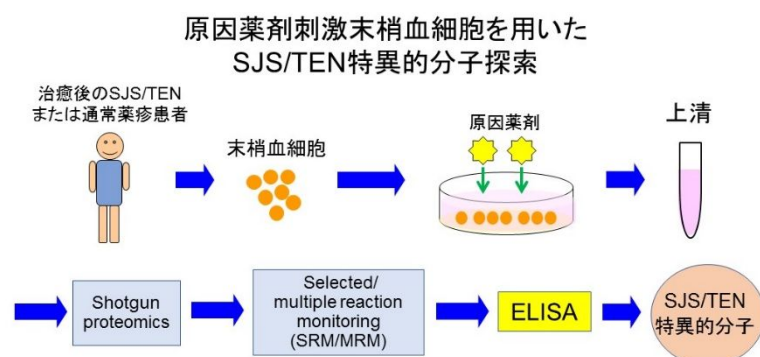 原因薬剤刺激末梢血細胞を用いた
SJS/TEN特異的分子探索
治癒後のSJS/TEN
または通常薬疹患者
末梢血細胞
原因薬剤
上清
Shotgun
proteomics
Selected/
multiple reaction
monitoring
(SRM/MRM)
ELISA
SJS/TEN
特異的分子